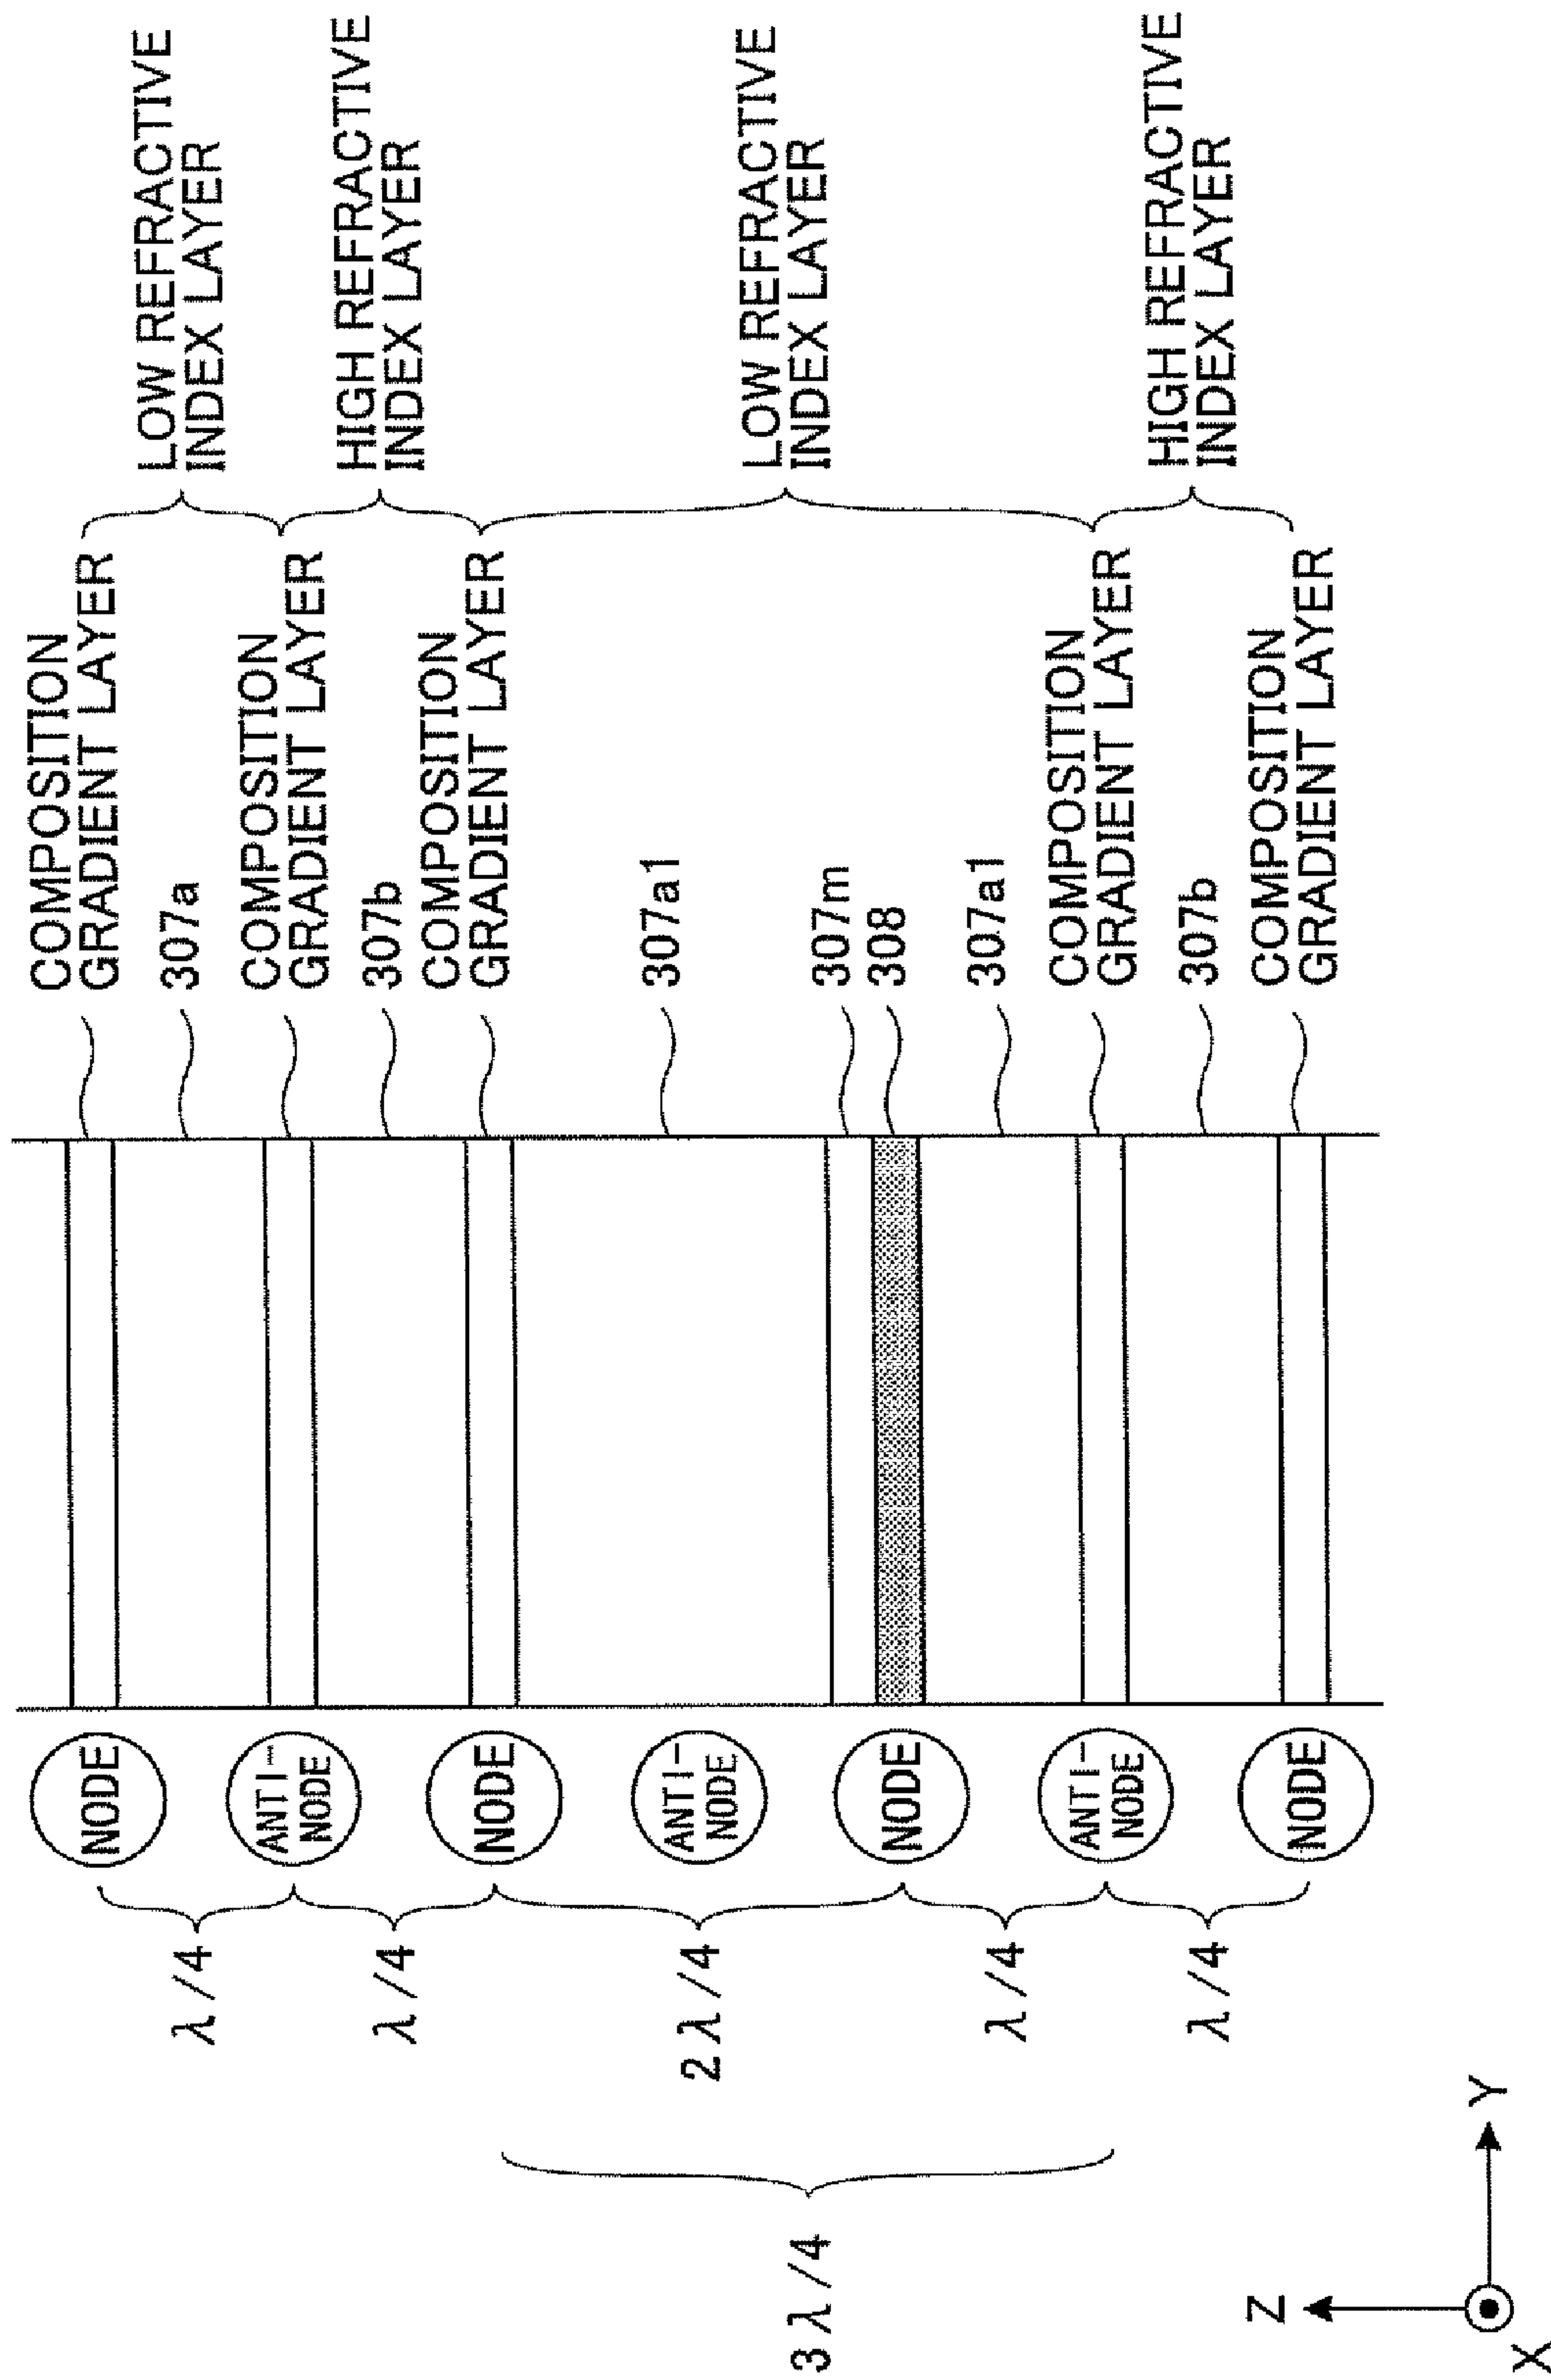 COMPOSITION
GRADIENT LAYER
307a
COMPOSITION
GRADIENT LAYER
307b
COMPOSITION
GRADIENT LAYER
307a1
307m
308
307a1
COMPOSITION
GRADIENT LAYER
307b
COMPOSITION
GRADIENT LAYER
LOW REFRACTIVE
INDEX LAYER
HIGH REFRACTIVE
INDEX LAYER
LOW REFRACTIVE
INDEX LAYER
HIGH REFRACTIVE
INDEX LAYER
NODE
ANTI-
NODE
NODE
ANTI-
NODE
NODE
ANTI-
NODE
NODE
λ/4
λ/4
2λ/4
λ/4
λ/4
3λ/4
Z
Y
X